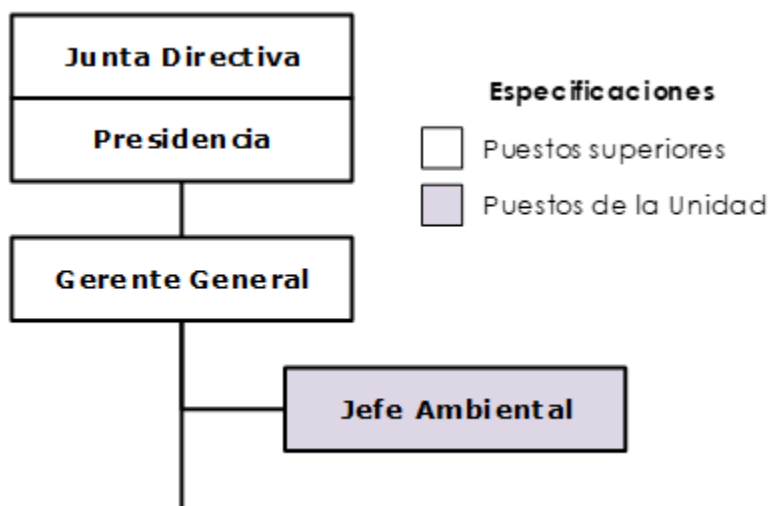 Junta Directiva
Presidencia
Gerente General
Jefe Ambiental
Especificaciones
Puestos superiores
Puestos de la Unidad